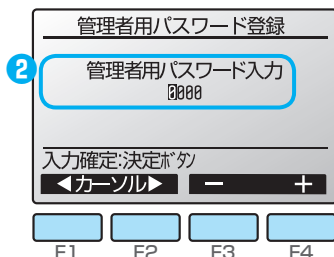 管理者用パスワード登録
2
管理者用パスワード入力
0000
入力確定:決定ボタン
◀カーソル▶ − +
F1 F2 F3 F4